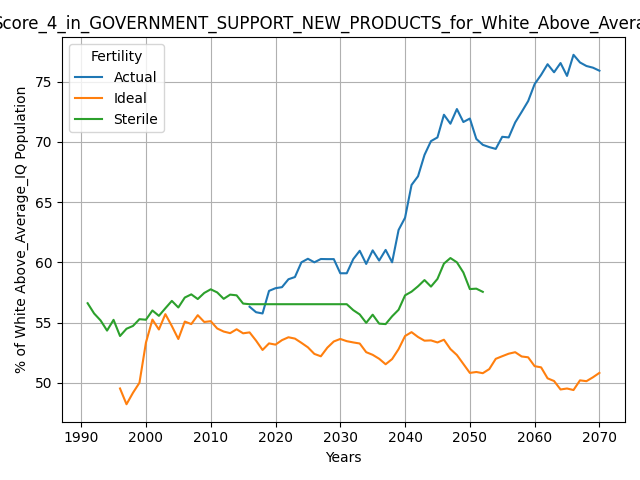 Score_4_in_GOVERNMENT_SUPPORT_NEW_PRODUCTS_for_White_Above_Avera
Fertility
Actual
Ideal
Sterile
% of White Above_Average_IQ Population
75
70
65
60
55
50
1990 2000 2010 2020 2030 2040 2050 2060 2070
Years